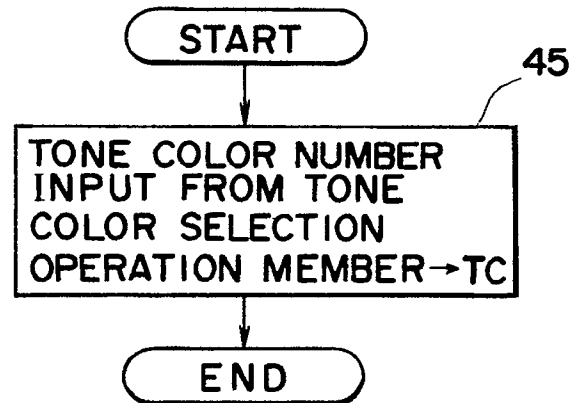 START
45
TONE COLOR NUMBER
INPUT FROM TONE
COLOR SELECTION
OPERATION MEMBER→TC
END